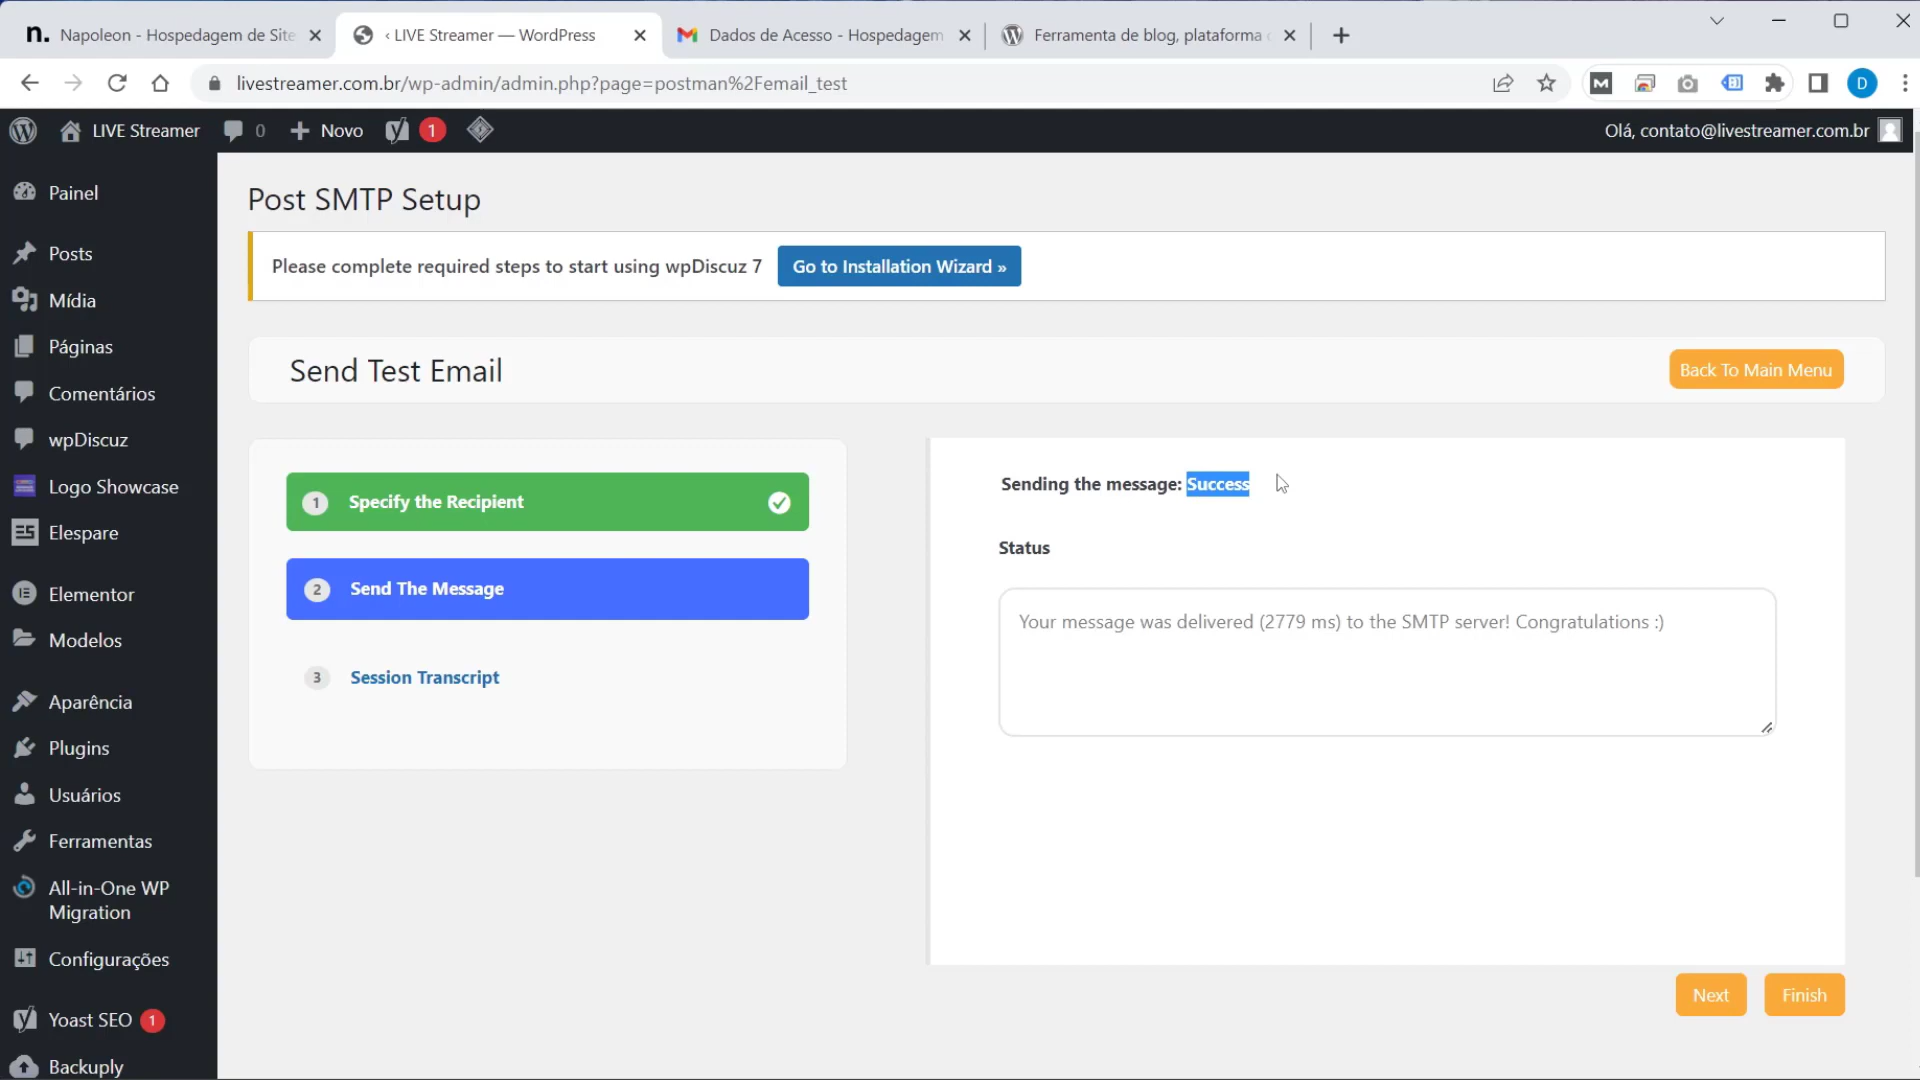 n. Napoleon - Hospedagem de Site
‹ LIVE Streamer — WordPress
Dados de Acesso - Hospedagem
Ferramenta de blog, plataforma
livestreamer.com.br/wp-admin/admin.php?page=postman%2Femail_test
D
LIVE Streamer
0
Novo
1
Olá, contato@livestreamer.com.br
Painel
Posts
Mídia
Páginas
Comentários
wpDiscuz
Logo Showcase
Elespare
Elementor
Modelos
Aparência
Plugins
Usuários
Ferramentas
All-in-One WP
Migration
Configurações
Yoast SEO 1
Backuply
Post SMTP Setup
Please complete required steps to start using wpDiscuz 7
Go to Installation Wizard »
Send Test Email
Back To Main Menu
1 Specify the Recipient
2 Send The Message
3 Session Transcript
Sending the message: Success
Status
Your message was delivered (2779 ms) to the SMTP server! Congratulations :)
Next
Finish